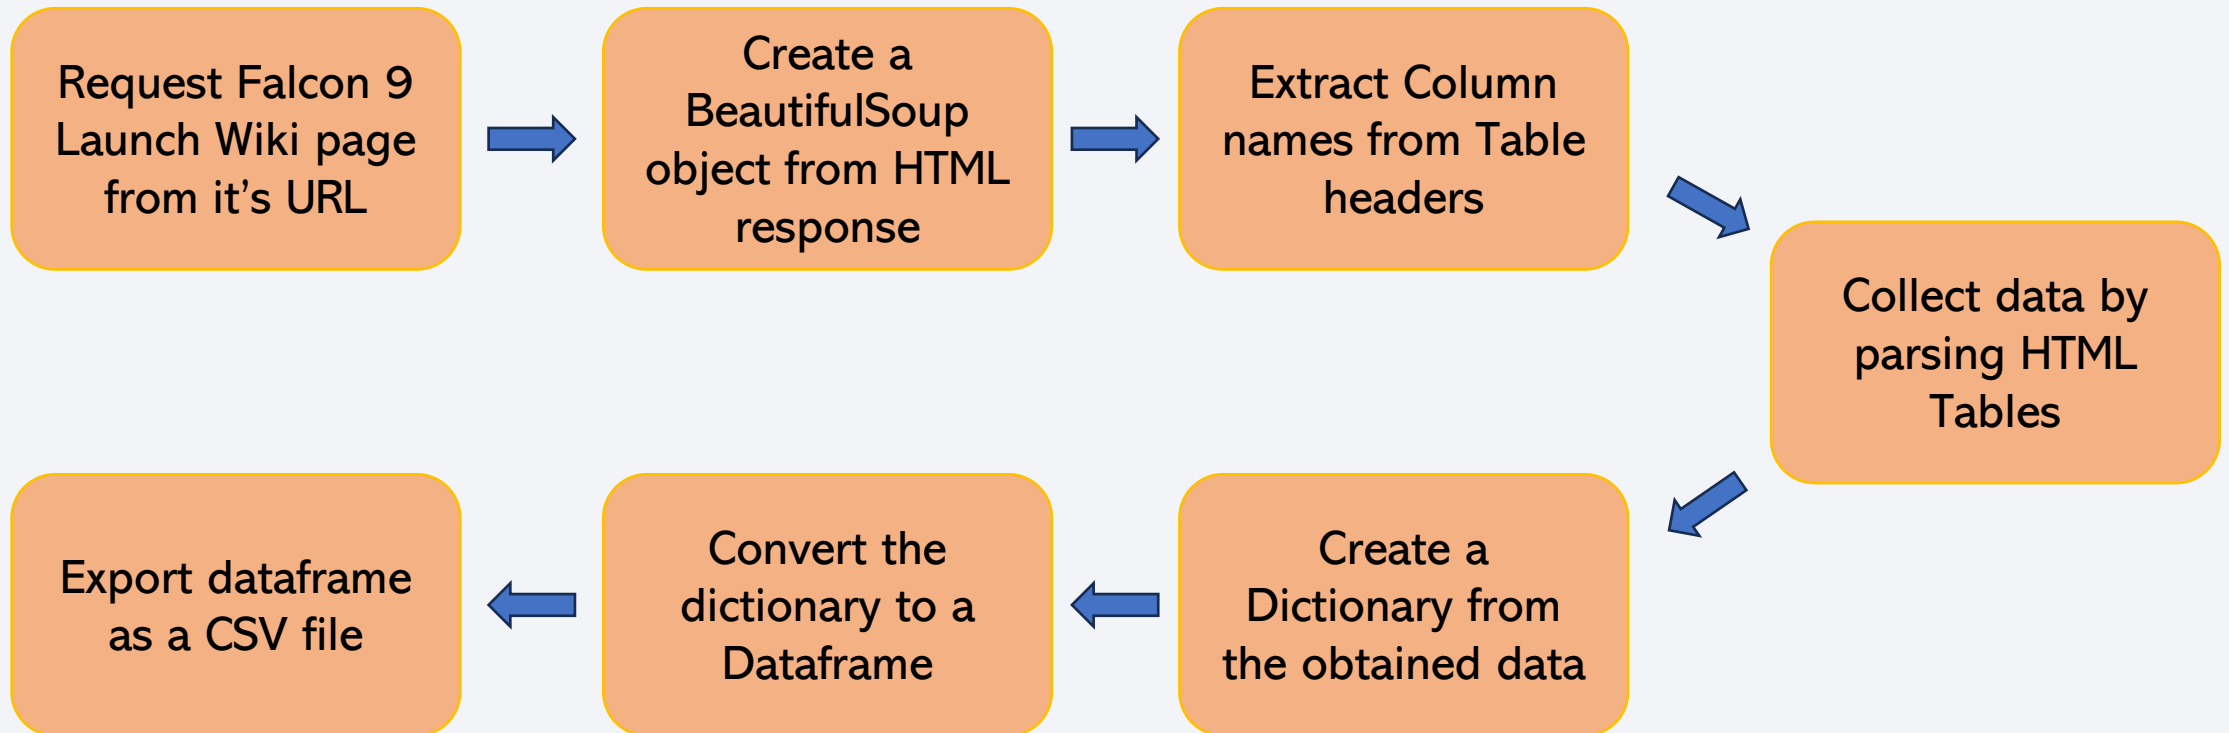 Request Falcon 9
Launch Wiki page
from it’s URL
Create a
BeautifulSoup
object from HTML
response
Extract Column
names from Table
headers
Collect data by
parsing HTML
Tables
Create a
Dictionary from
the obtained data
Convert the
dictionary to a
Dataframe
Export dataframe
as a CSV file